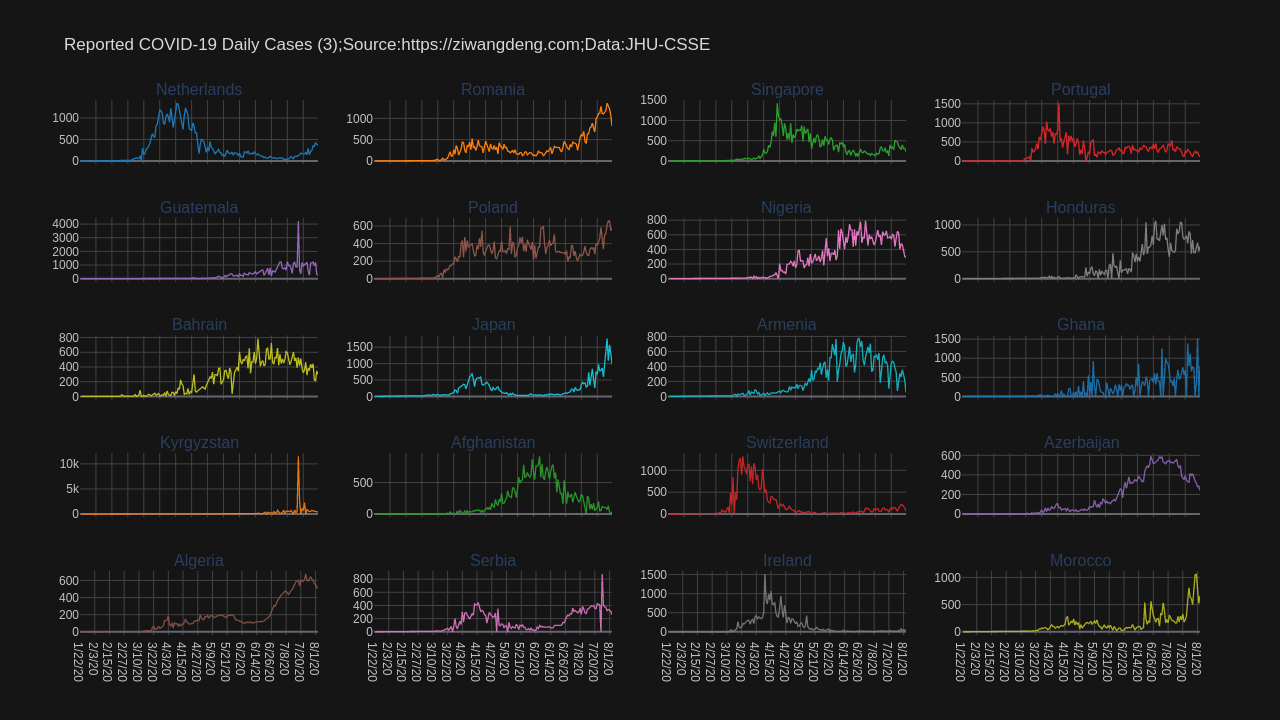 Reported COVID-19 Daily Cases (3);Source:https://ziwangdeng.com;Data:JHU-CSSE
Netherlands Romania Singapore Portugal
1000 500 0
1000 500 0
1500 1000 500 0
1500 1000 500 0
Guatemala Poland Nigeria Honduras
4000 3000 2000 1000 0
600 400 200 0
800 600 400 200 0
1000 500 0
Bahrain Japan Armenia Ghana
800 600 400 200 0
1500 1000 500 0
800 600 400 200 0
1500 1000 500 0
Kyrgyzstan Afghanistan Switzerland Azerbaijan
10k 5k 0
500 0
1000 500 0
600 400 200 0
Algeria Serbia Ireland Morocco
600 400 200 0
800 600 400 200 0
1500 1000 500 0
1000 500 0
1/22/20 2/3/20 2/15/20 2/27/20 3/10/20 3/22/20 4/3/20 4/15/20 4/27/20 5/9/20 5/21/20 6/2/20 6/14/20 6/26/20 7/8/20 7/20/20 8/1/20
1/22/20 2/3/20 2/15/20 2/27/20 3/10/20 3/22/20 4/3/20 4/15/20 4/27/20 5/9/20 5/21/20 6/2/20 6/14/20 6/26/20 7/8/20 7/20/20 8/1/20
1/22/20 2/3/20 2/15/20 2/27/20 3/10/20 3/22/20 4/3/20 4/15/20 4/27/20 5/9/20 5/21/20 6/2/20 6/14/20 6/26/20 7/8/20 7/20/20 8/1/20
1/22/20 2/3/20 2/15/20 2/27/20 3/10/20 3/22/20 4/3/20 4/15/20 4/27/20 5/9/20 5/21/20 6/2/20 6/14/20 6/26/20 7/8/20 7/20/20 8/1/20